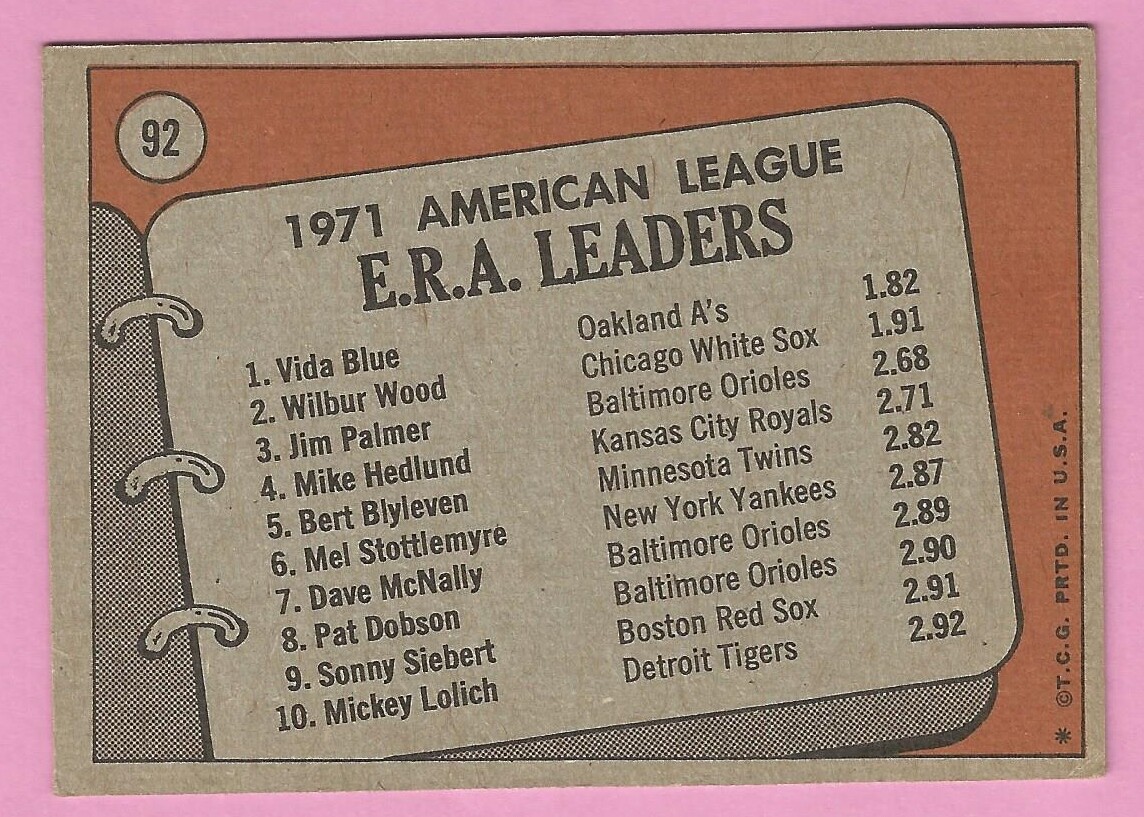 92
1971 AMERICAN LEAGUE
E.R.A. LEADERS
1. Vida Blue Oakland A's 1.82
2. Wilbur Wood Chicago White Sox 1.91
3. Jim Palmer Baltimore Orioles 2.68
4. Mike Hedlund Kansas City Royals 2.71
5. Bert Blyleven Minnesota Twins 2.82
6. Mel Stottlemyre New York Yankees 2.87
7. Dave McNally Baltimore Orioles 2.89
8. Pat Dobson Baltimore Orioles 2.90
9. Sonny Siebert Boston Red Sox 2.91
10. Mickey Lolich Detroit Tigers 2.92
* ©T.C.G. PRTD. IN U.S.A.